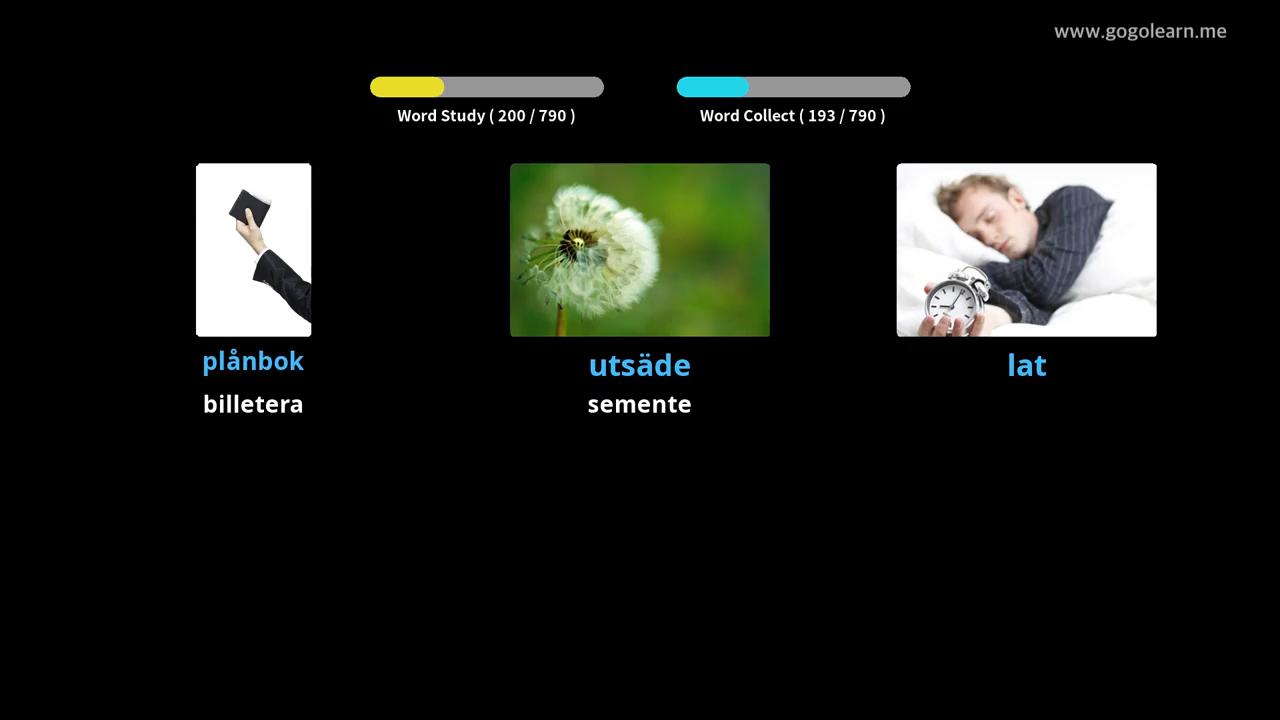 www.gogolearn.me
Word Study ( 200 / 790 )
Word Collect ( 193 / 790 )
plånbok
billetera
utsäde
semente
lat